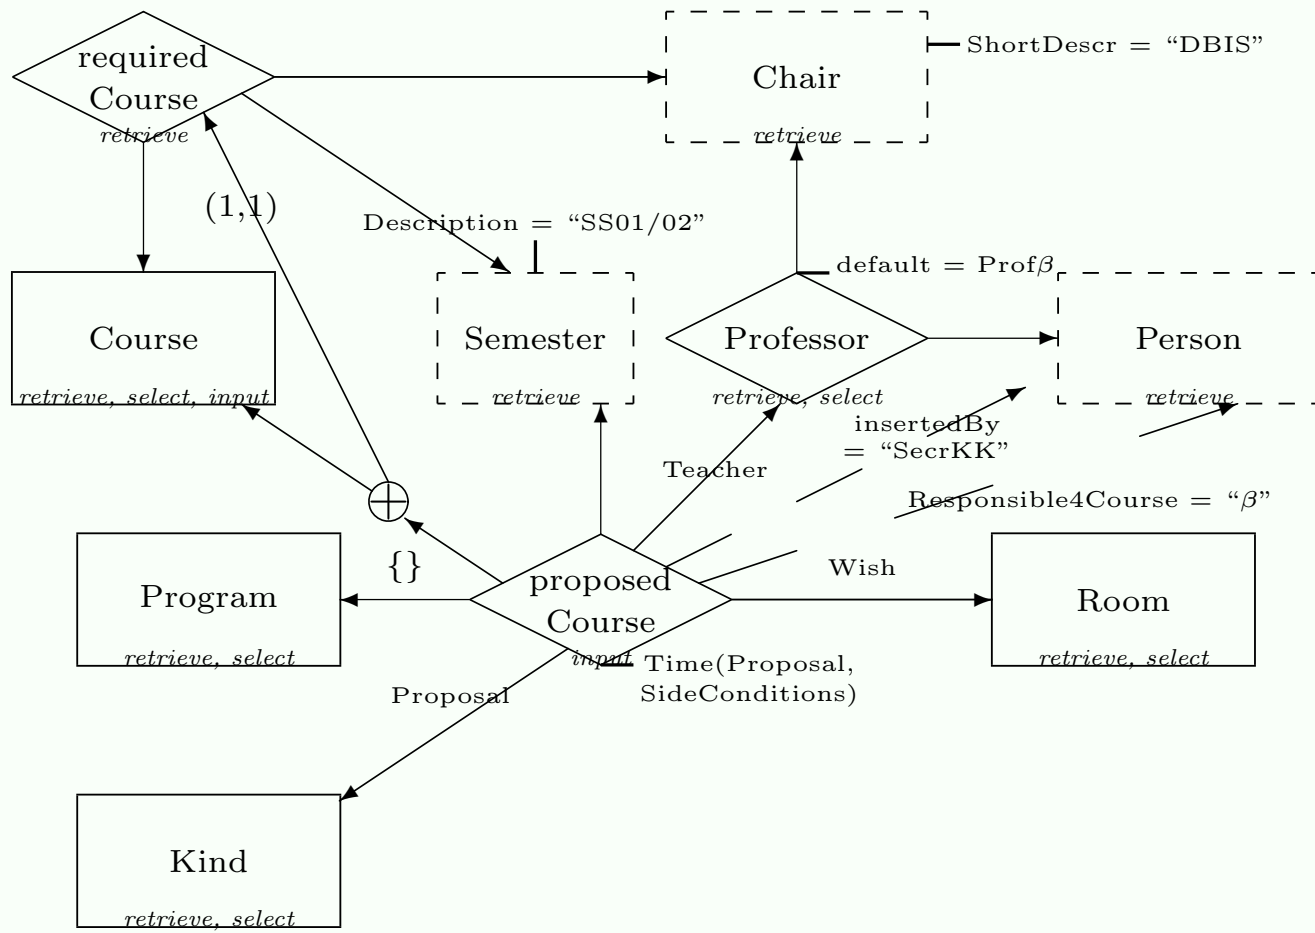 required
Course
retrieve
Chair
retrieve
ShortDescr = “DBIS”
(1,1)
Description = “SS01/02”
default = Profβ
Course
retrieve, select, input
Semester
retrieve
Professor
retrieve, select
Person
retrieve
insertedBy
= “SecrKK”
Teacher
Responsible4Course = “β”
{}
Wish
Program
retrieve, select
proposed
Course
input
Room
retrieve, select
Time(Proposal,
SideConditions)
Proposal
Kind
retrieve, select